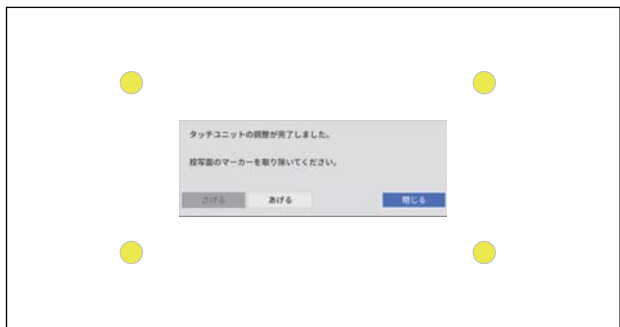 タッチユニットの調整が完了しました。
投写面のマーカーを取り除いてください。
さげる あげる 閉じる